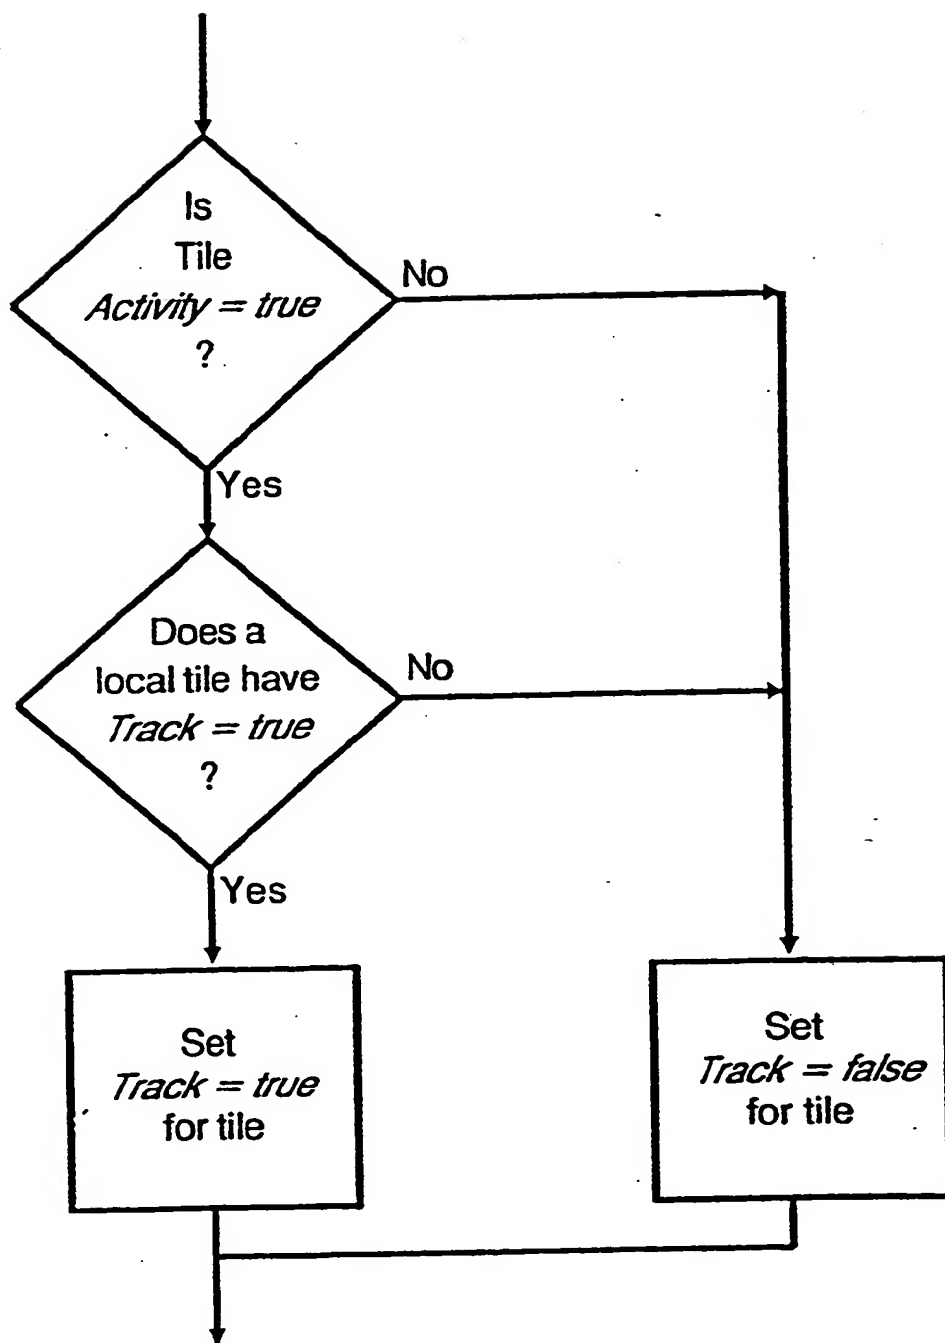 Is
Tile
Activity = true
?
No
Yes
Does a
local tile have
Track = true
?
No
Yes
Set
Track = true
for tile
Set
Track = false
for tile